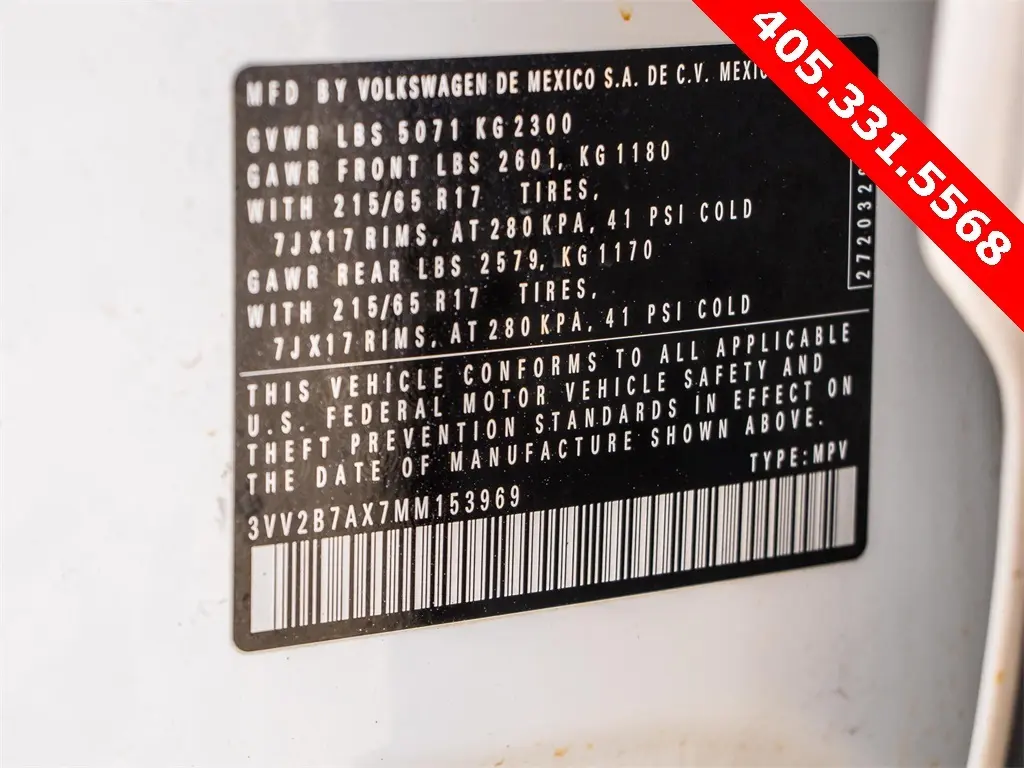 MFD BY VOLKSWAGEN DE MEXICO S.A. DE C.V.
GVWR LBS 5071 KG 2300
GAWR FRONT LBS 2601, KG 1180
WITH 215/65 R17 TIRES,
7JX17 RIMS, AT 280 KPA, 41 PSI COLD
GAWR REAR LBS 2579, KG 1170
WITH 215/65 R17 TIRES,
7JX17 RIMS, AT 280 KPA, 41 PSI COLD
THIS VEHICLE CONFORMS TO ALL APPLICABLE
U.S. FEDERAL MOTOR VEHICLE SAFETY AND
THEFT PREVENTION STANDARDS IN EFFECT ON
THE DATE OF MANUFACTURE SHOWN ABOVE.
TYPE:MPV
3VV2B7AX7MM153969
405.331.5568